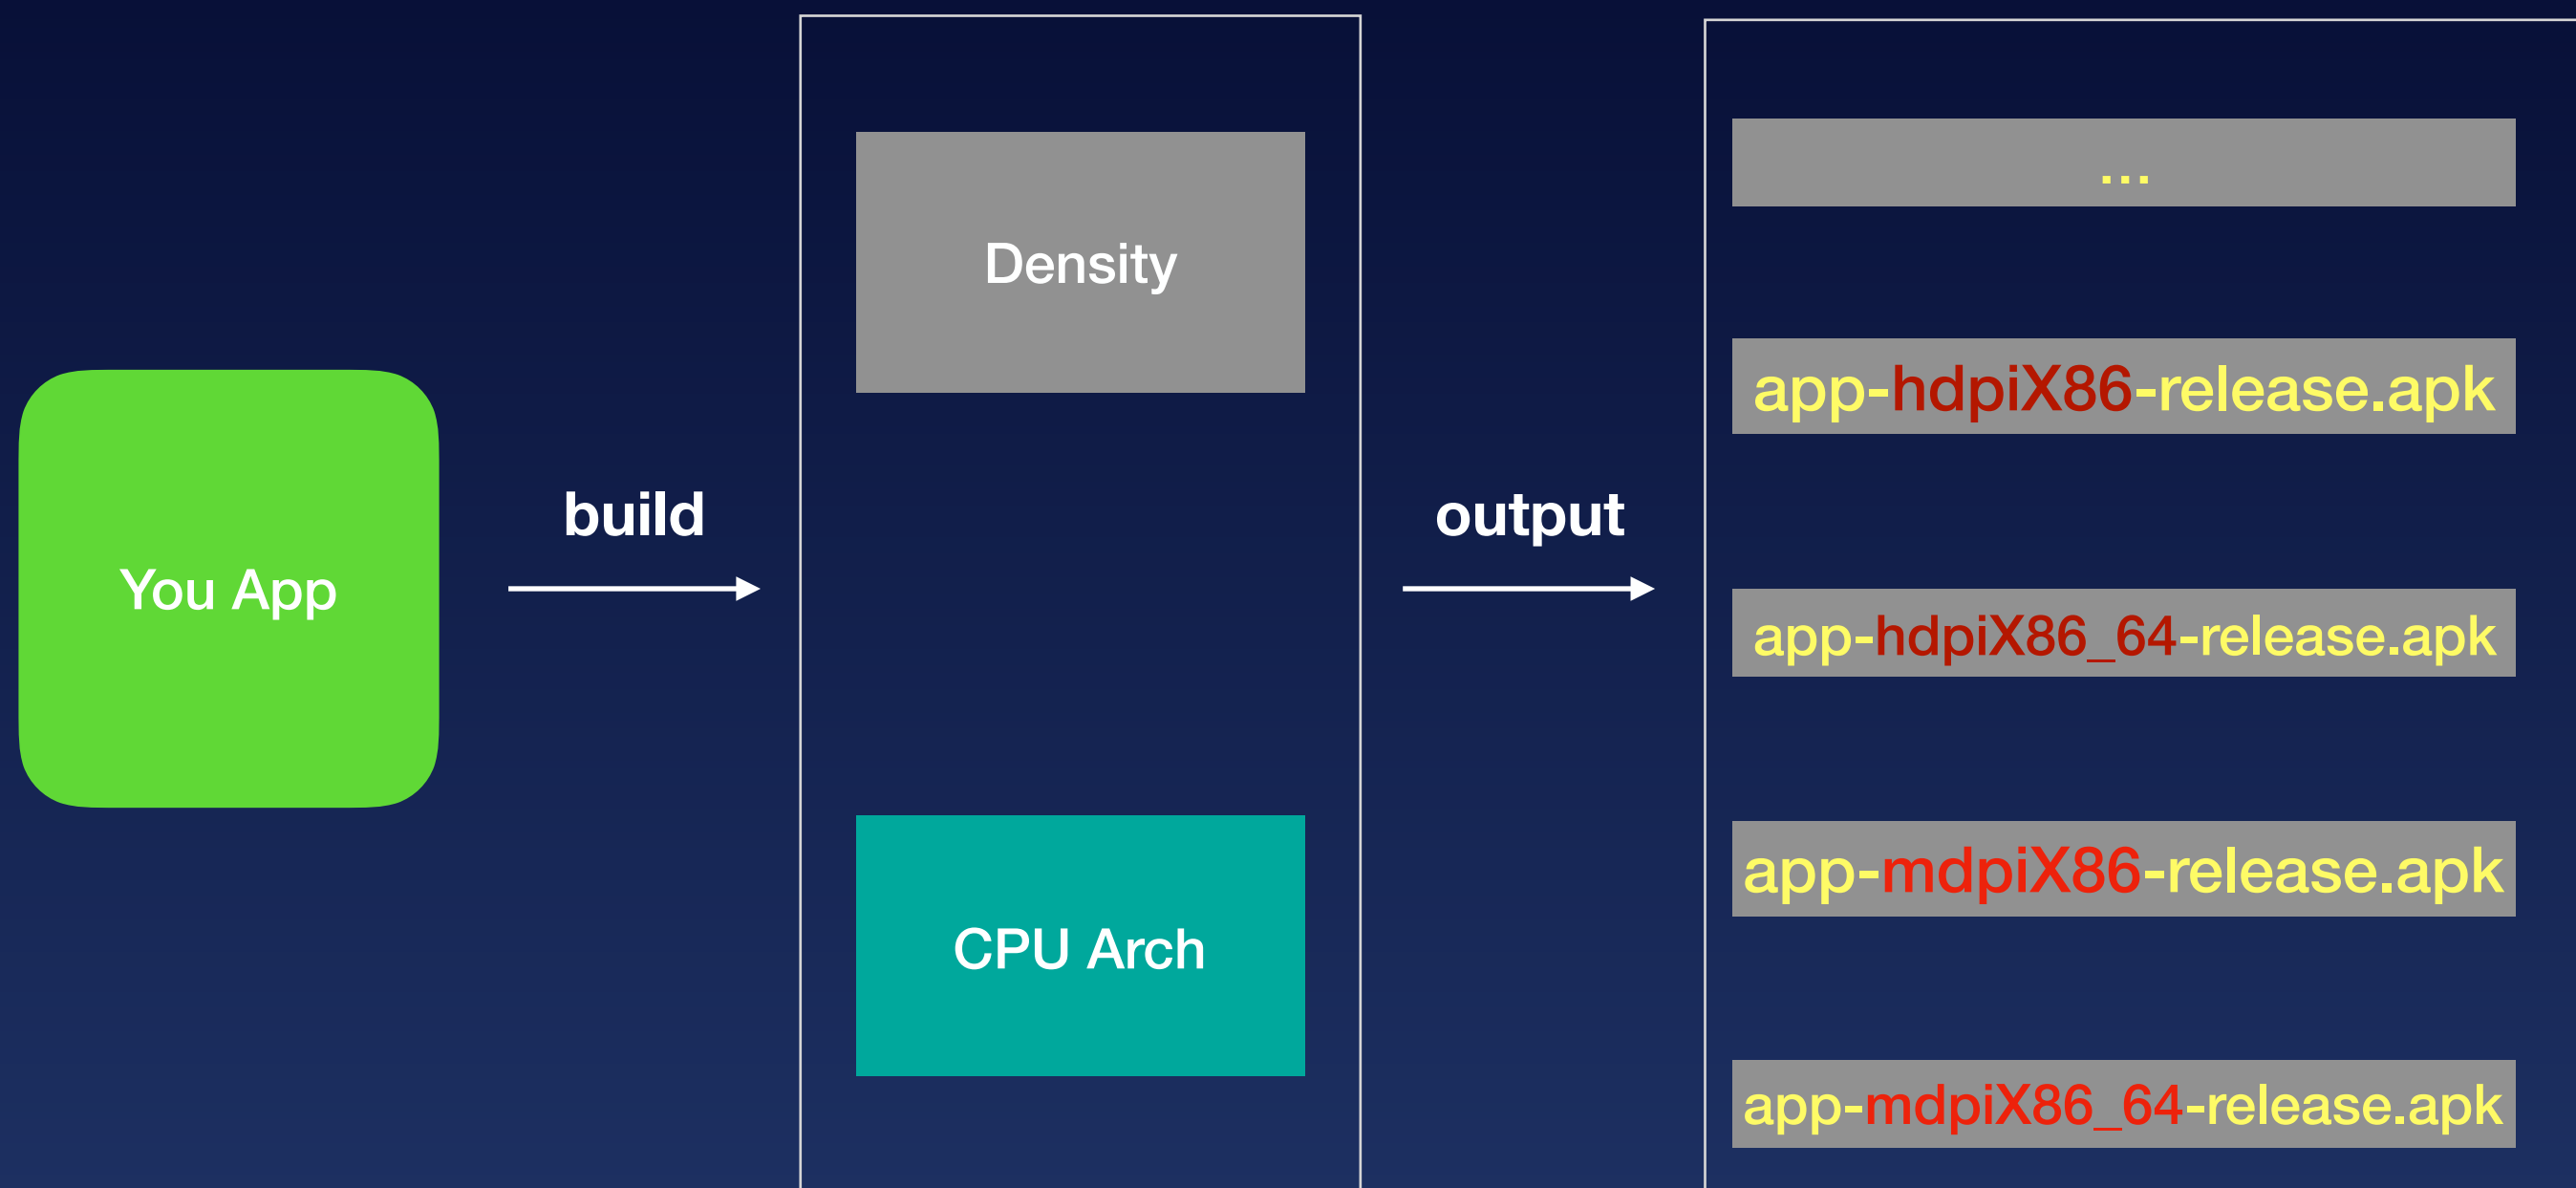 You App
build
Density
CPU Arch
output
...
app-hdpiX86-release.apk
app-hdpiX86_64-release.apk
app-mdpiX86-release.apk
app-mdpiX86_64-release.apk